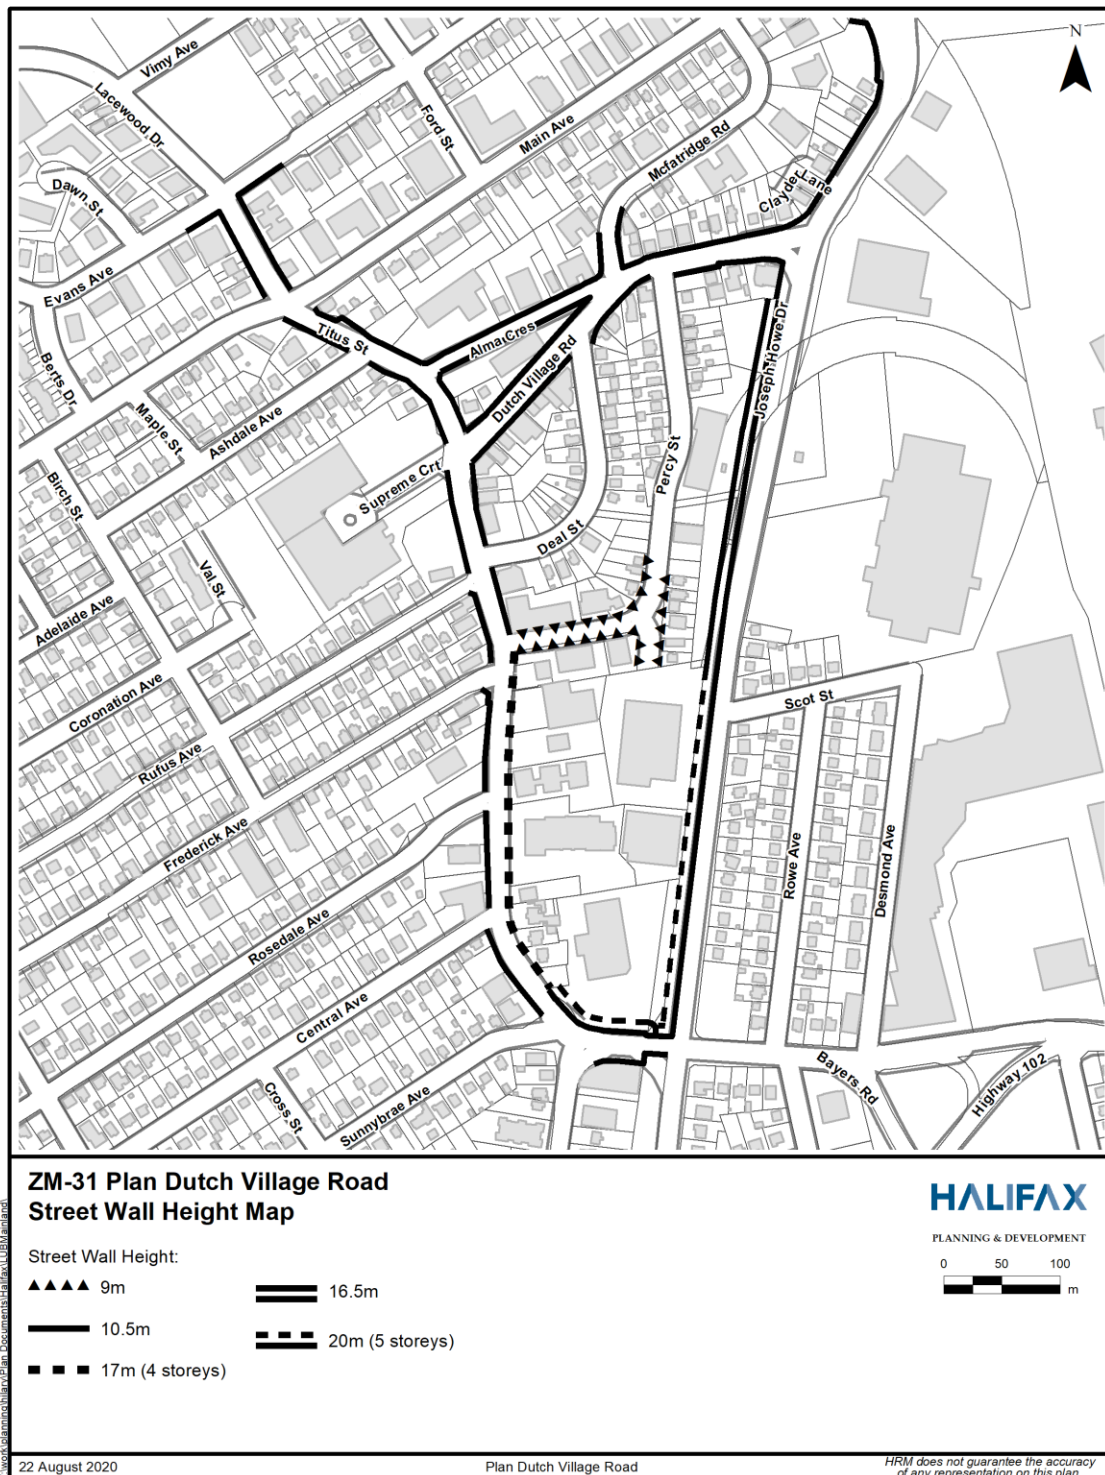 N
Vimy Ave
Lacewood Dr
Ford St
Main Ave
Mcfatridge Rd
Dawn St
Clayder Lane
Evans Ave
Titus St
Alma Cres
Joseph Howe Dr
Dutch Village Rd
Berts Dr
Maple St
Ashdale Ave
Percy St
Supreme Crt
Birch St
Deal St
Val St
Adelaide Ave
Coronation Ave
Scot St
Rufus Ave
Frederick Ave
Rowe Ave
Desmond Ave
Rosedale Ave
Central Ave
Bayers Rd
Highway 102
Cross St
Sunnybrae Ave
ZM-31 Plan Dutch Village Road
Street Wall Height Map
Street Wall Height:
9m
10.5m
17m (4 storeys)
16.5m
20m (5 storeys)
HALIFAX
PLANNING & DEVELOPMENT
0 50 100
m
22 August 2020
Plan Dutch Village Road
HRM does not guarantee the accuracy
of any representation on this plan